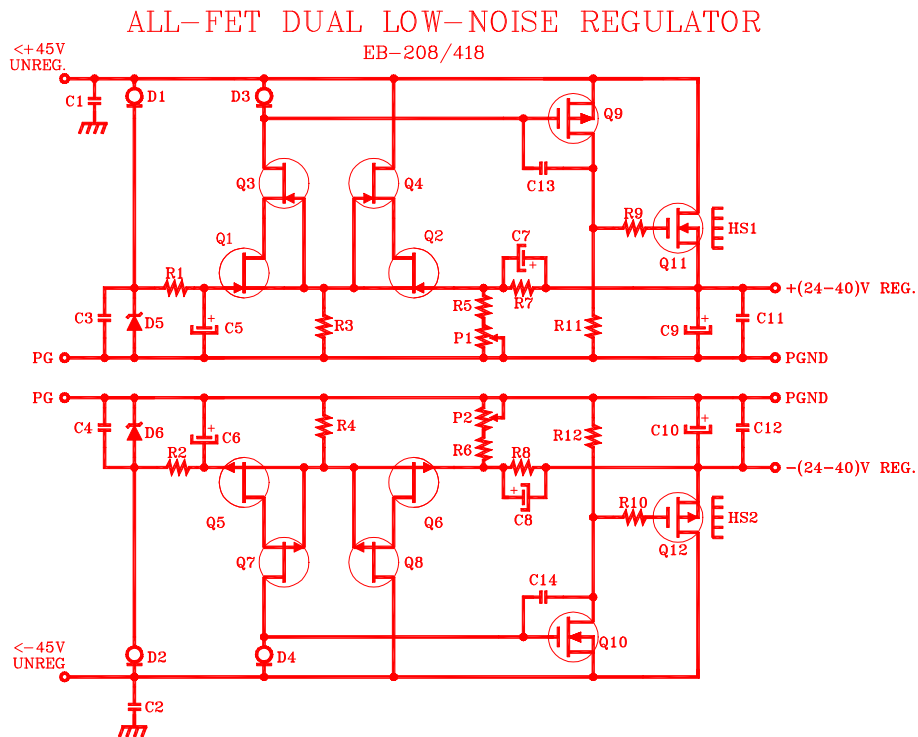 ALL-FET DUAL LOW-NOISE REGULATOR
EB-208/418
<+45V
UNREG.
C1
D1
D3
Q9
C13
Q3
Q4
R9
HS1
Q11
Q1
Q2
C7
+
R1
R7
+(24-40)V REG.
C3
D5
+
C5
R3
R5
P1
R11
C9
+
C11
PG
PGND
PG
PGND
C4
D6
+
C6
R4
P2
R6
R12
C10
+
C12
R2
R8
-(24-40)V REG.
+
C8
Q5
Q6
R10
HS2
Q12
Q7
Q8
C14
Q10
<-45V
UNREG
D2
D4
C2